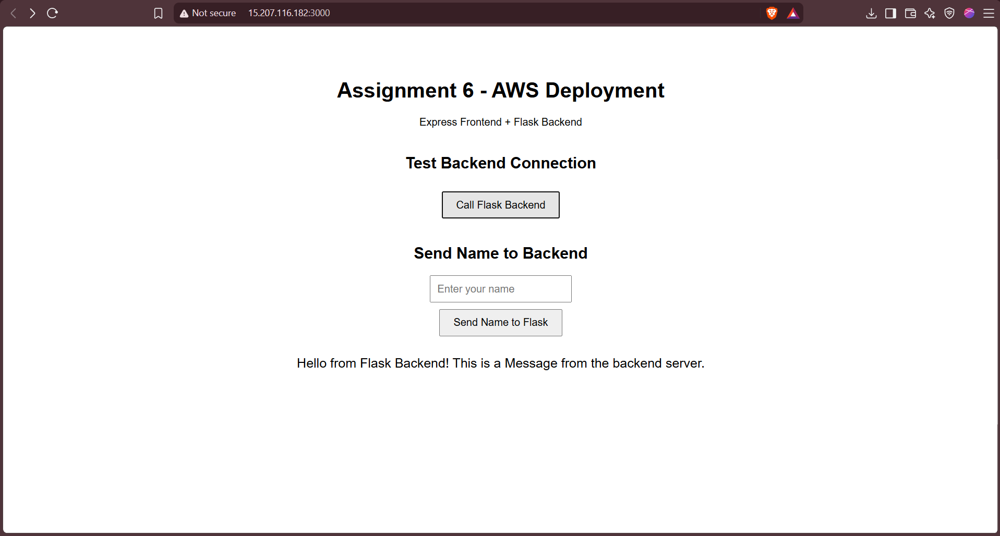 Not secure 15.207.116.182:3000
Assignment 6 - AWS Deployment
Express Frontend + Flask Backend
Test Backend Connection
Call Flask Backend
Send Name to Backend
Enter your name
Send Name to Flask
Hello from Flask Backend! This is a Message from the backend server.